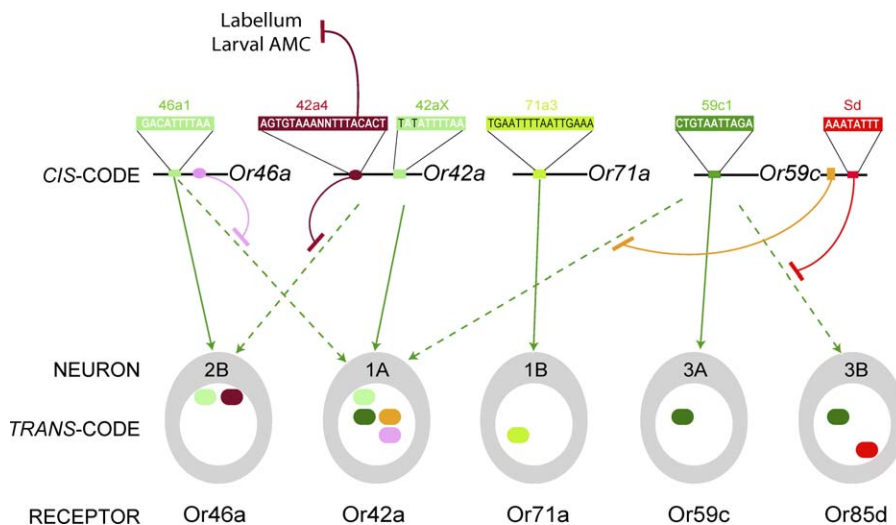 Labellum
Larval AMC
46a1 42a4 42aX 71a3 59c1 Sd
GACATTTTAA AGTGTAAANNTTTACACT TATATTTTAA TGAATTTTAATTGAAA CTGTAATTAGA AAATATTT
CIS-CODE Or46a Or42a Or71a Or59c
NEURON 2B 1A 1B 3A 3B
TRANS-CODE
RECEPTOR Or46a Or42a Or71a Or59c Or85d